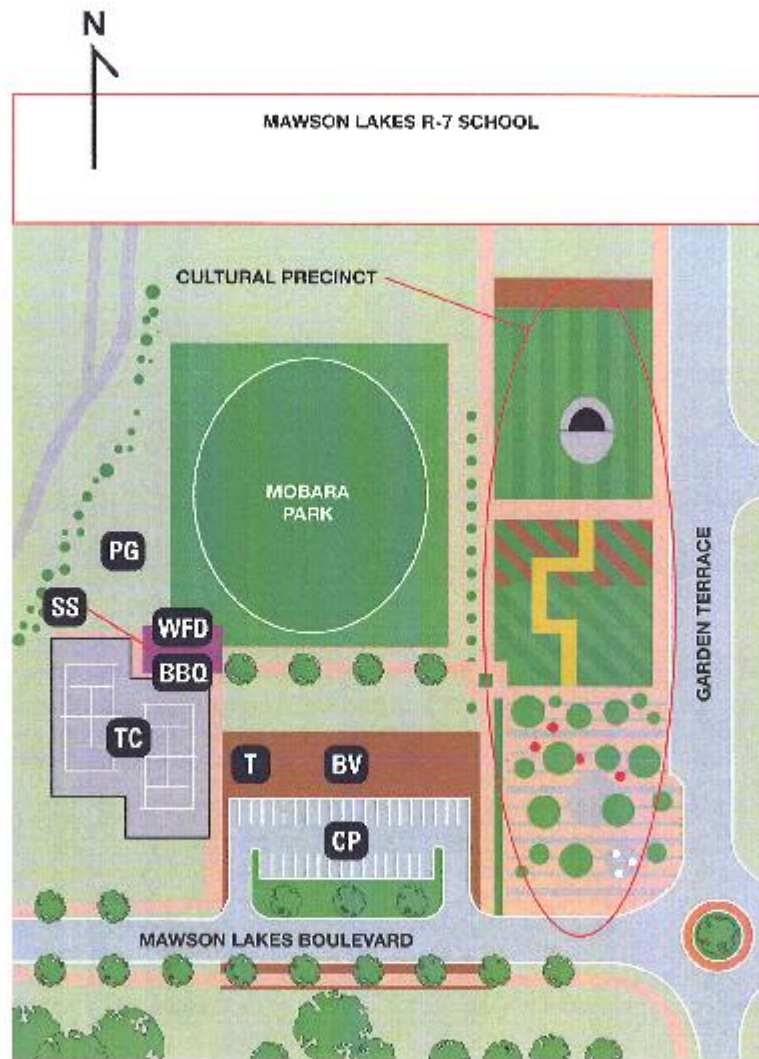 N
MAWSON LAKES R-7 SCHOOL
CULTURAL PRECINCT
MOBARA
PARK
PG
SS
WFD
BBQ
TC
T
BV
CP
GARDEN TERRACE
MAWSON LAKES BOULEVARD